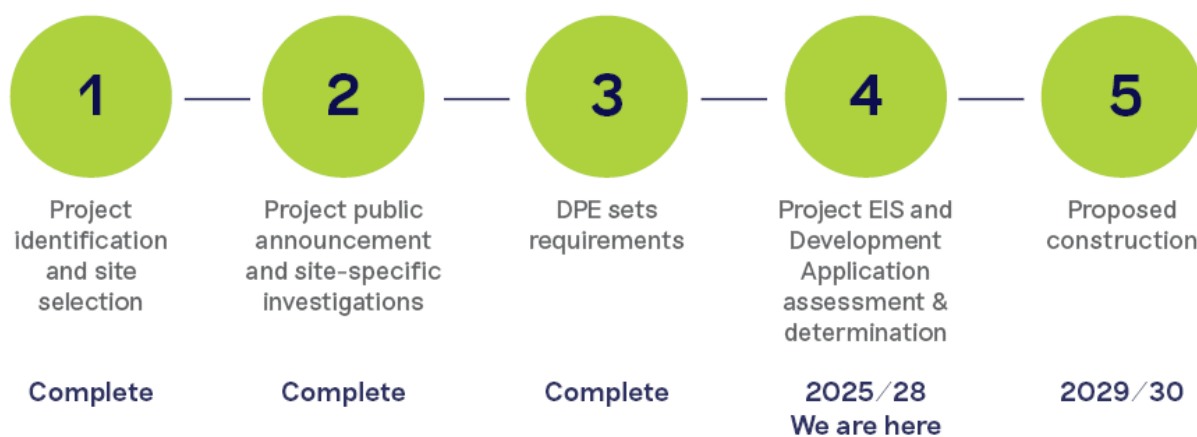 1
Project
identification
and site
selection
Complete
2
Project public
announcement
and site-specific
investigations
Complete
3
DPE sets
requirements
Complete
4
Project EIS and
Development
Application
assessment &
determination
2025/28
We are here
5
Proposed
construction
2029/30